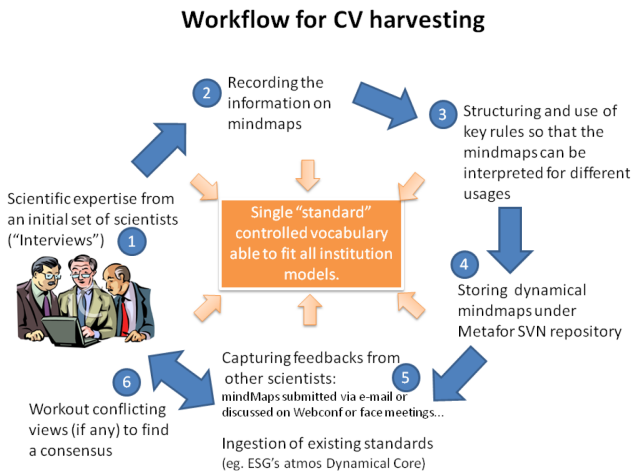 Workflow for CV harvesting
2
Recording the
information on
mindmaps
3
Structuring and use of
key rules so that the
mindmaps can be
interpreted for different
usages
Scientific expertise from
an initial set of scientists
(“Interviews”)
1
Single “standard”
controlled vocabulary
able to fit all institution
models.
4
Storing dynamical
mindmaps under
Metafor SVN repository
Capturing feedbacks from
other scientists:
5
mindMaps submitted via e-mail or
discussed on Webconf or face meetings...
6
Workout conflicting
views (if any) to find
a consensus
Ingestion of existing standards
(eg. ESG’s atmos Dynamical Core)